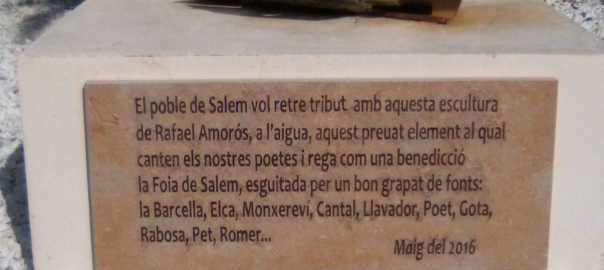 El poble de Salem vol retre tribut amb aquesta escultura
de Rafael Amorós, a l'aigua, aquest preuat element al qual
canten els nostres poetes i rega com una benedicció
la Foia de Salem, esguitada per un bon grapat de fonts:
la Barcella, Elca, Monxereví, Cantal, Llavador, Poet, Gota,
Rabosa, Pet, Romer...
Maig del 2016